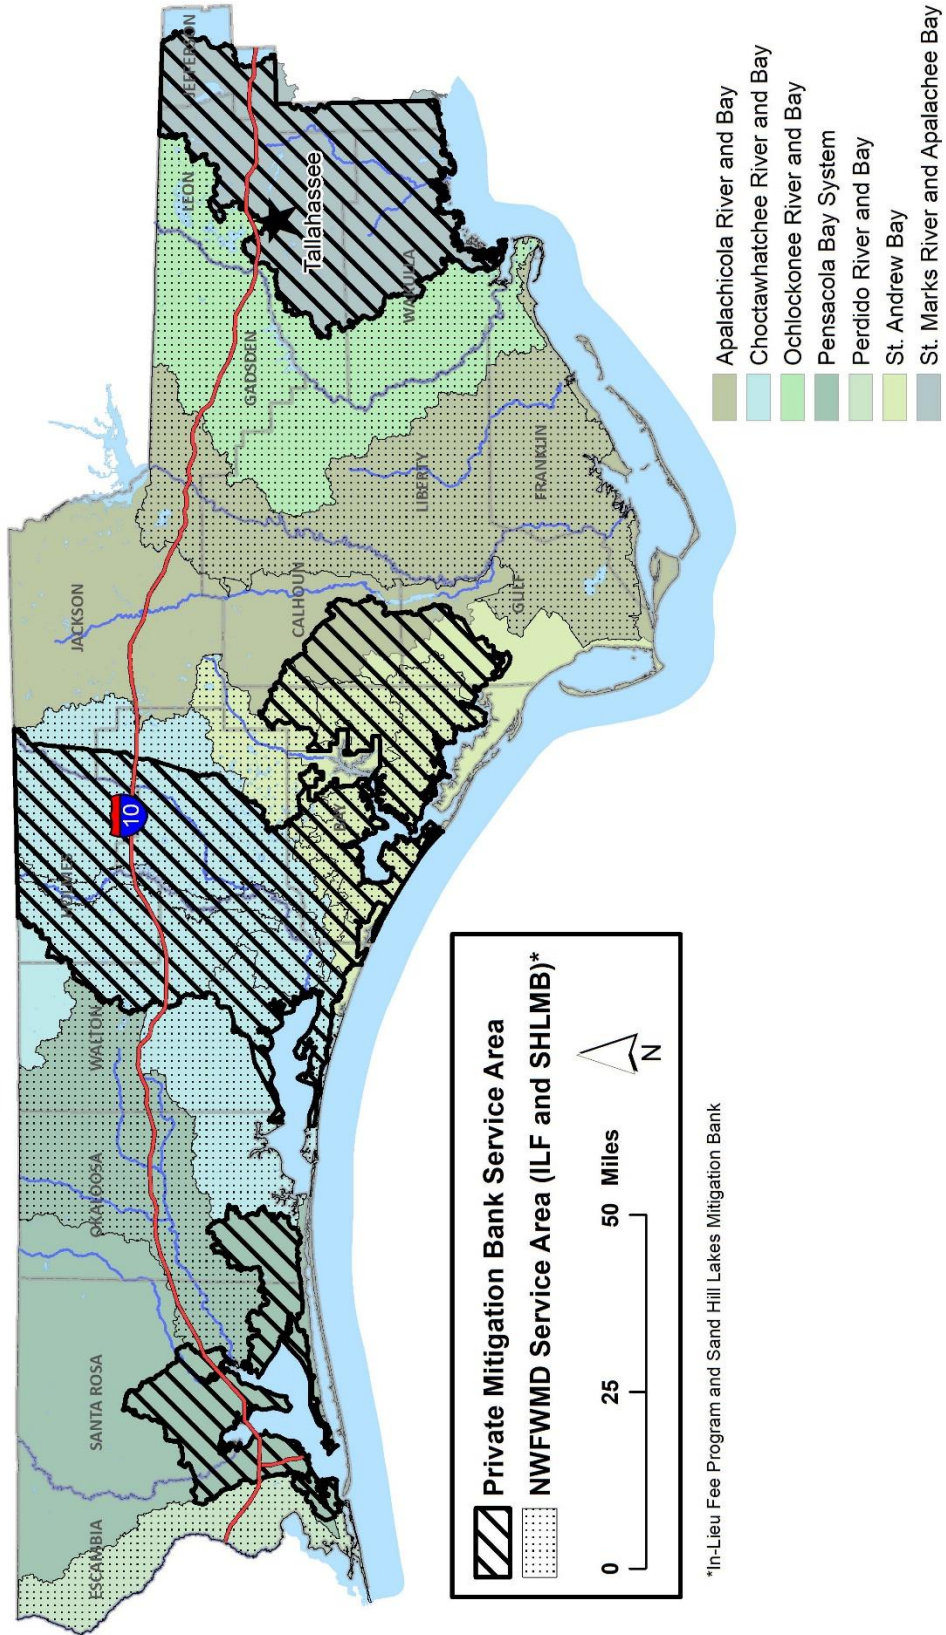 ESCAMBIA
SANTA ROSA
OKALOOSA
WALTON
HOLMES
JACKSON
CALHOUN
BAY
GULF
LIBERTY
FRANKLIN
GADSDEN
LEON
WAKULLA
JEFFERSON
Tallahassee
10
Private Mitigation Bank Service Area
NWFWMD Service Area (ILF and SHLMB)*
0 25 50 Miles
N
*In-Lieu Fee Program and Sand Hill Lakes Mitigation Bank
Apalachicola River and Bay
Choctawhatchee River and Bay
Ochlockonee River and Bay
Pensacola Bay System
Perdido River and Bay
St. Andrew Bay
St. Marks River and Apalachee Bay